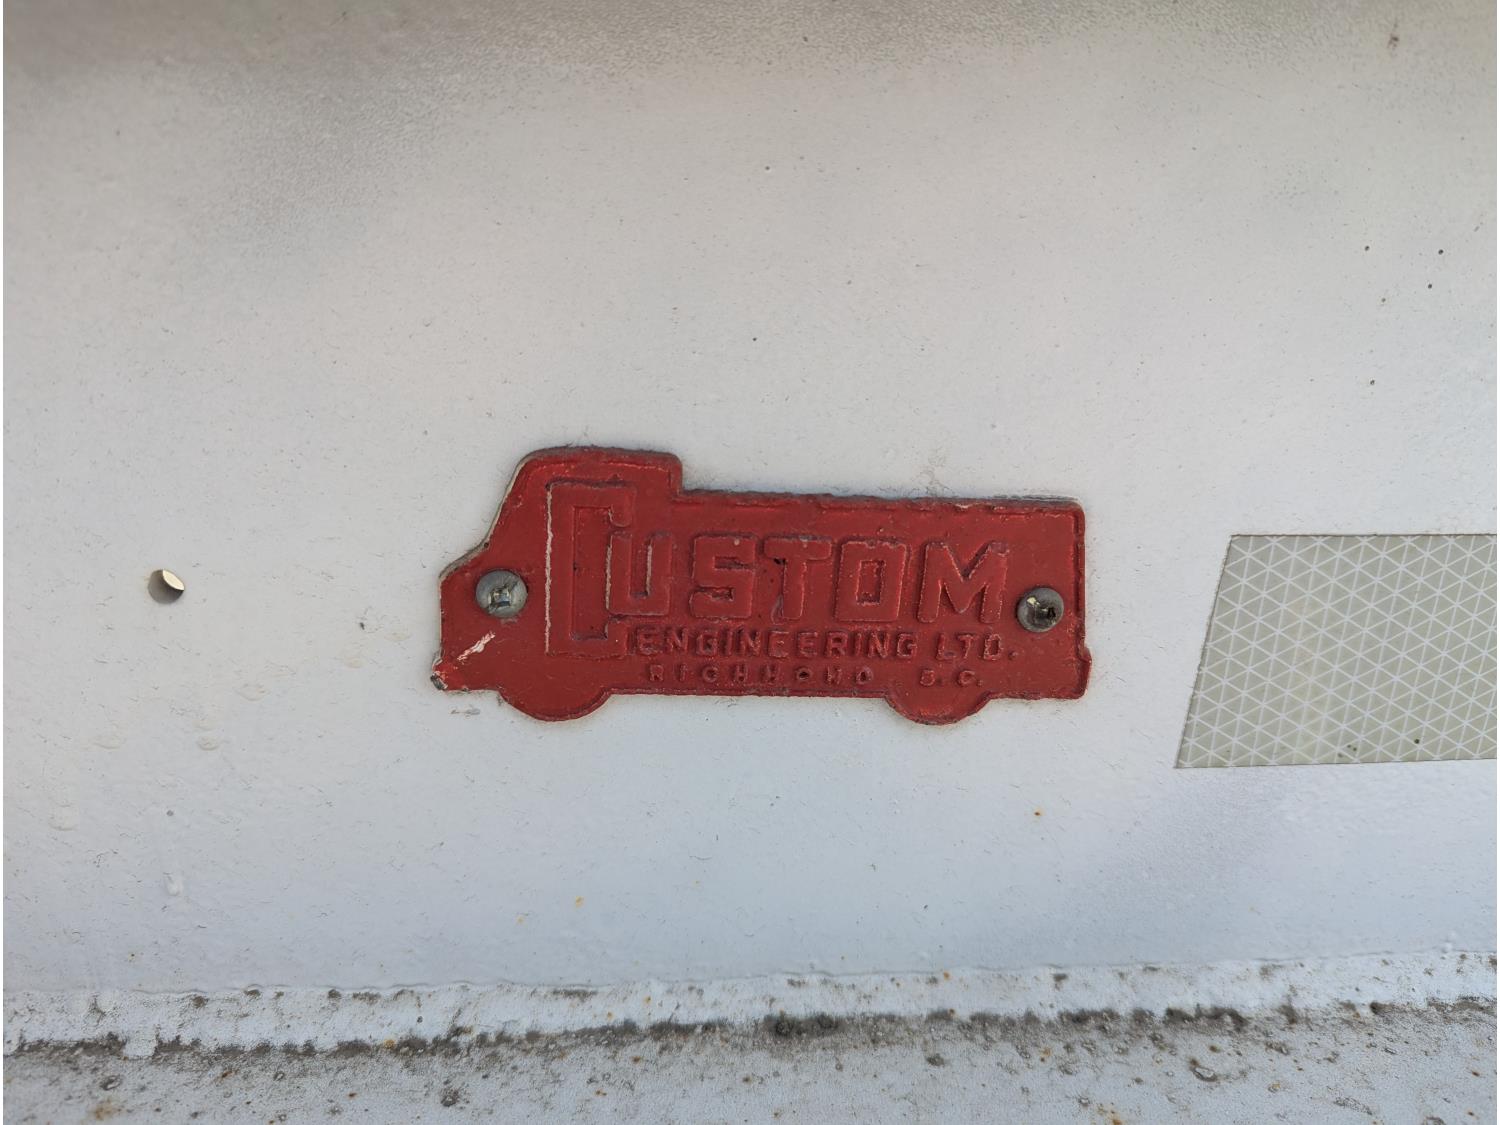 CUSTOM
ENGINEERING LTD.
RICHMOND B.C.